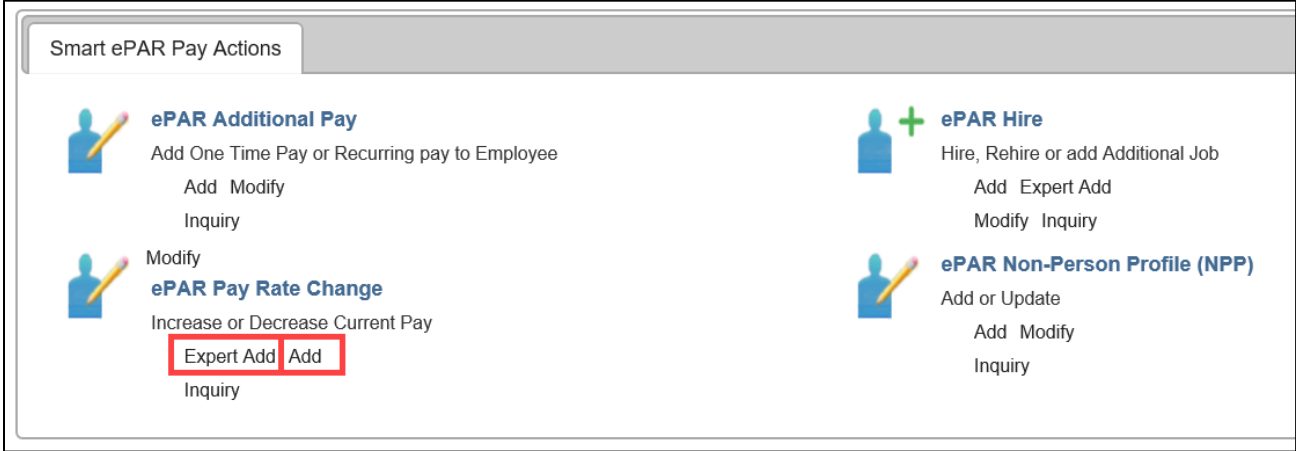 Smart ePAR Pay Actions
ePAR Additional Pay
Add One Time Pay or Recurring pay to Employee
Add Modify
Inquiry
Modify
ePAR Pay Rate Change
Increase or Decrease Current Pay
Expert Add Add
Inquiry
ePAR Hire
Hire, Rehire or add Additional Job
Add Expert Add
Modify Inquiry
ePAR Non-Person Profile (NPP)
Add or Update
Add Modify
Inquiry